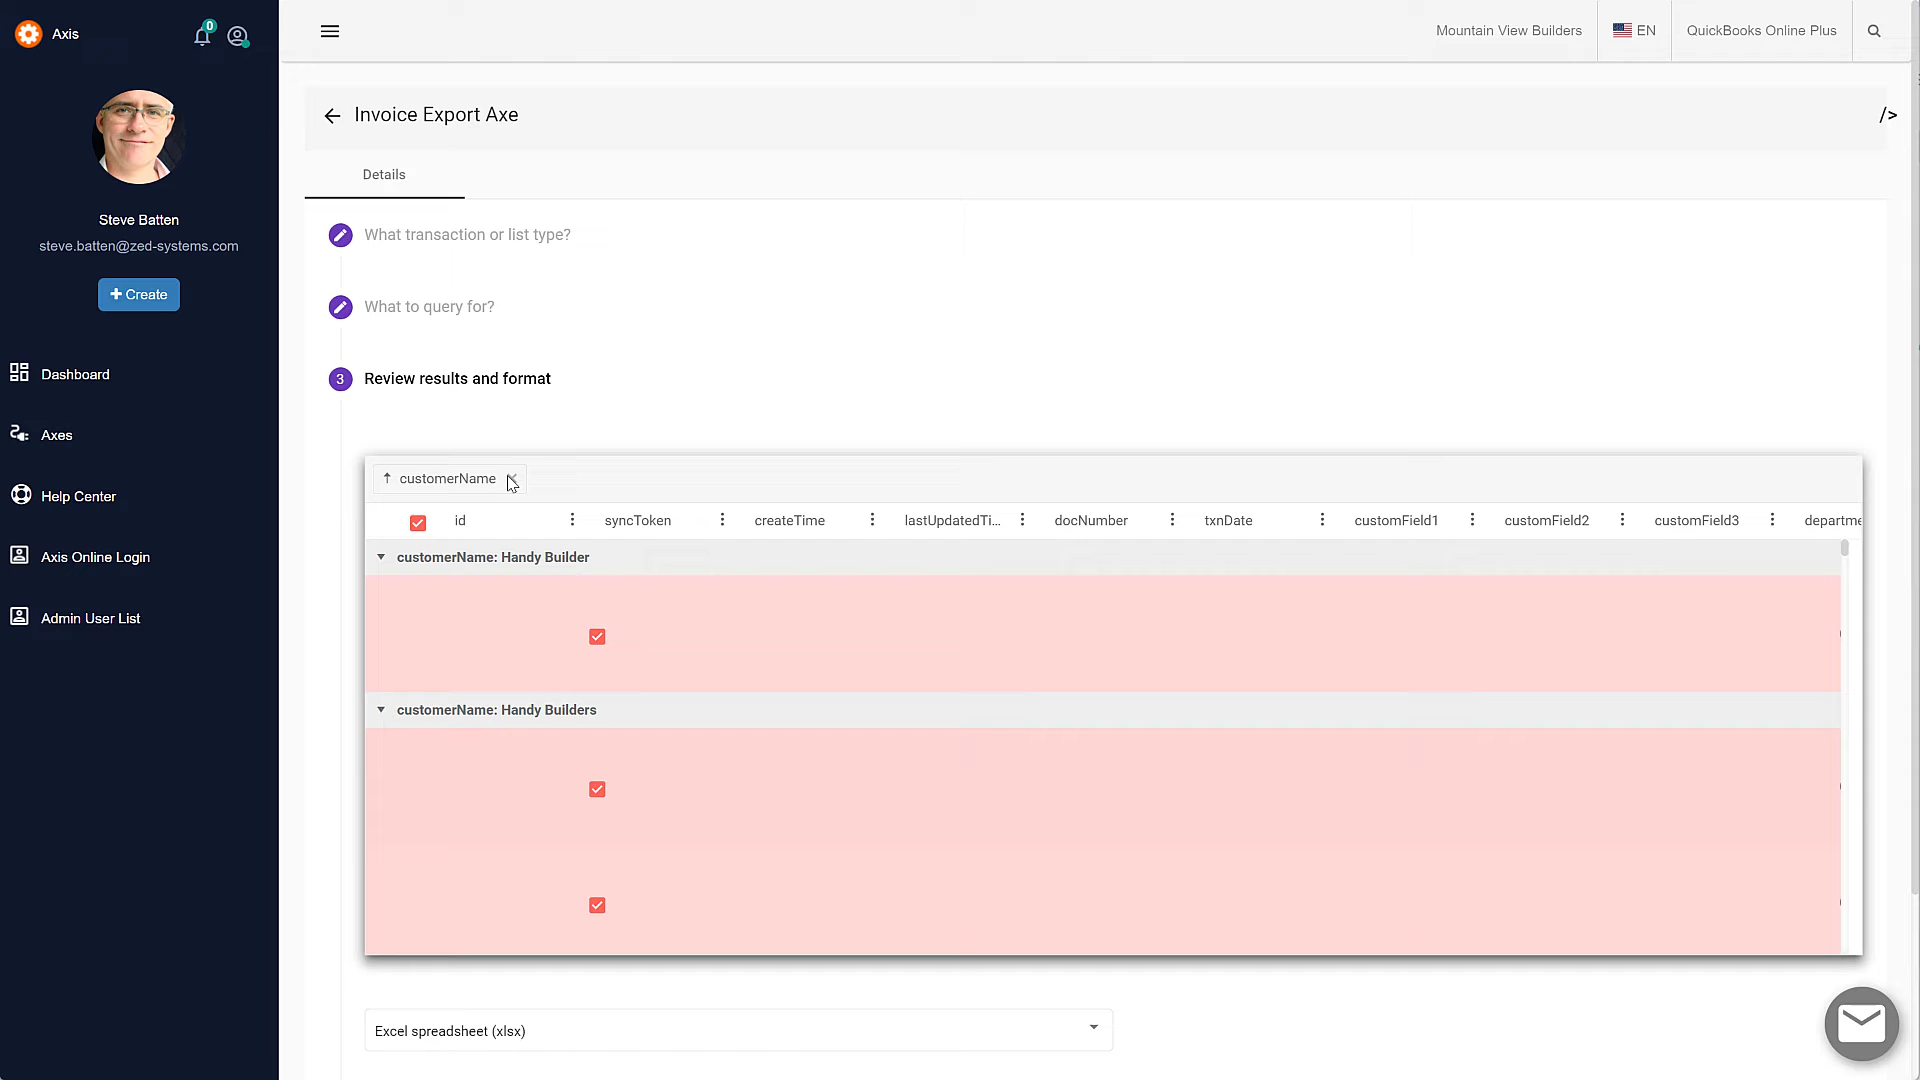 Axis
0
Mountain View Builders
EN
QuickBooks Online Plus
Invoice Export Axe
/>
Details
Steve Batten
steve.batten@zed-systems.com
+ Create
Dashboard
Axes
Help Center
Axis Online Login
Admin User List
What transaction or list type?
What to query for?
3 Review results and format
customerName
id syncToken createTime lastUpdatedTi... docNumber txnDate customField1 customField2 customField3 departme
customerName: Handy Builder
customerName: Handy Builders
Excel spreadsheet (xlsx)